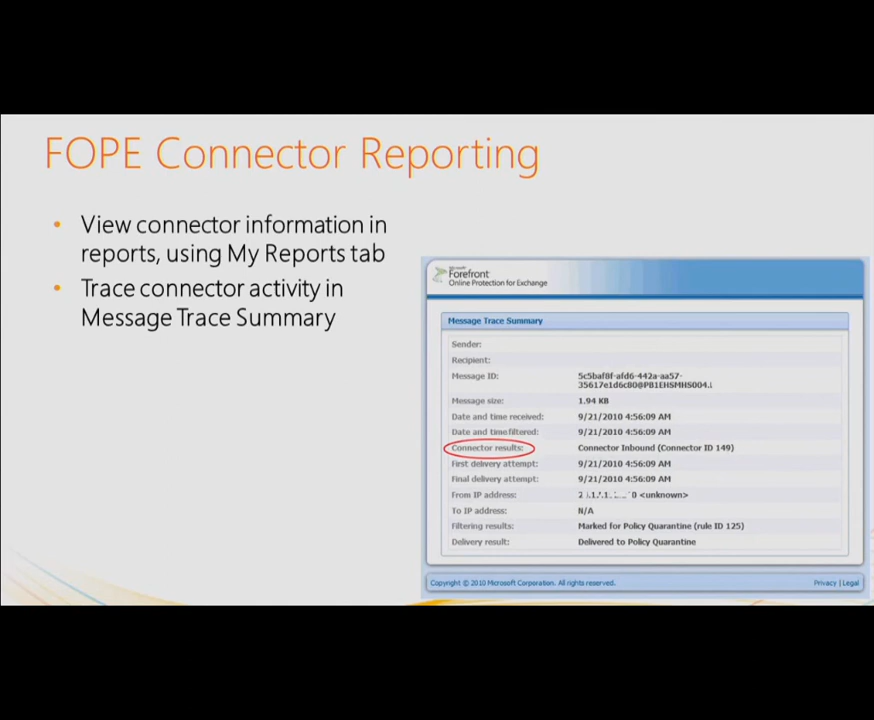 FOPE Connector Reporting
• View connector information in
reports, using My Reports tab
• Trace connector activity in
Message Trace Summary
Microsoft
Forefront
Online Protection for Exchange
Message Trace Summary
Sender:
Recipient:
Message ID: 5c5baf8f-afd6-442a-aa57-
35617e1d6c80@PB1EHSMHS004.i
Message size: 1.94 KB
Date and time received: 9/21/2010 4:56:09 AM
Date and time filtered: 9/21/2010 4:56:09 AM
Connector results: Connector Inbound (Connector ID 149)
First delivery attempt: 9/21/2010 4:56:09 AM
Final delivery attempt: 9/21/2010 4:56:09 AM
From IP address: <unknown>
To IP address: N/A
Filtering results: Marked for Policy Quarantine (rule ID 125)
Delivery result: Delivered to Policy Quarantine
Copyright © 2010 Microsoft Corporation. All rights reserved. Privacy | Legal